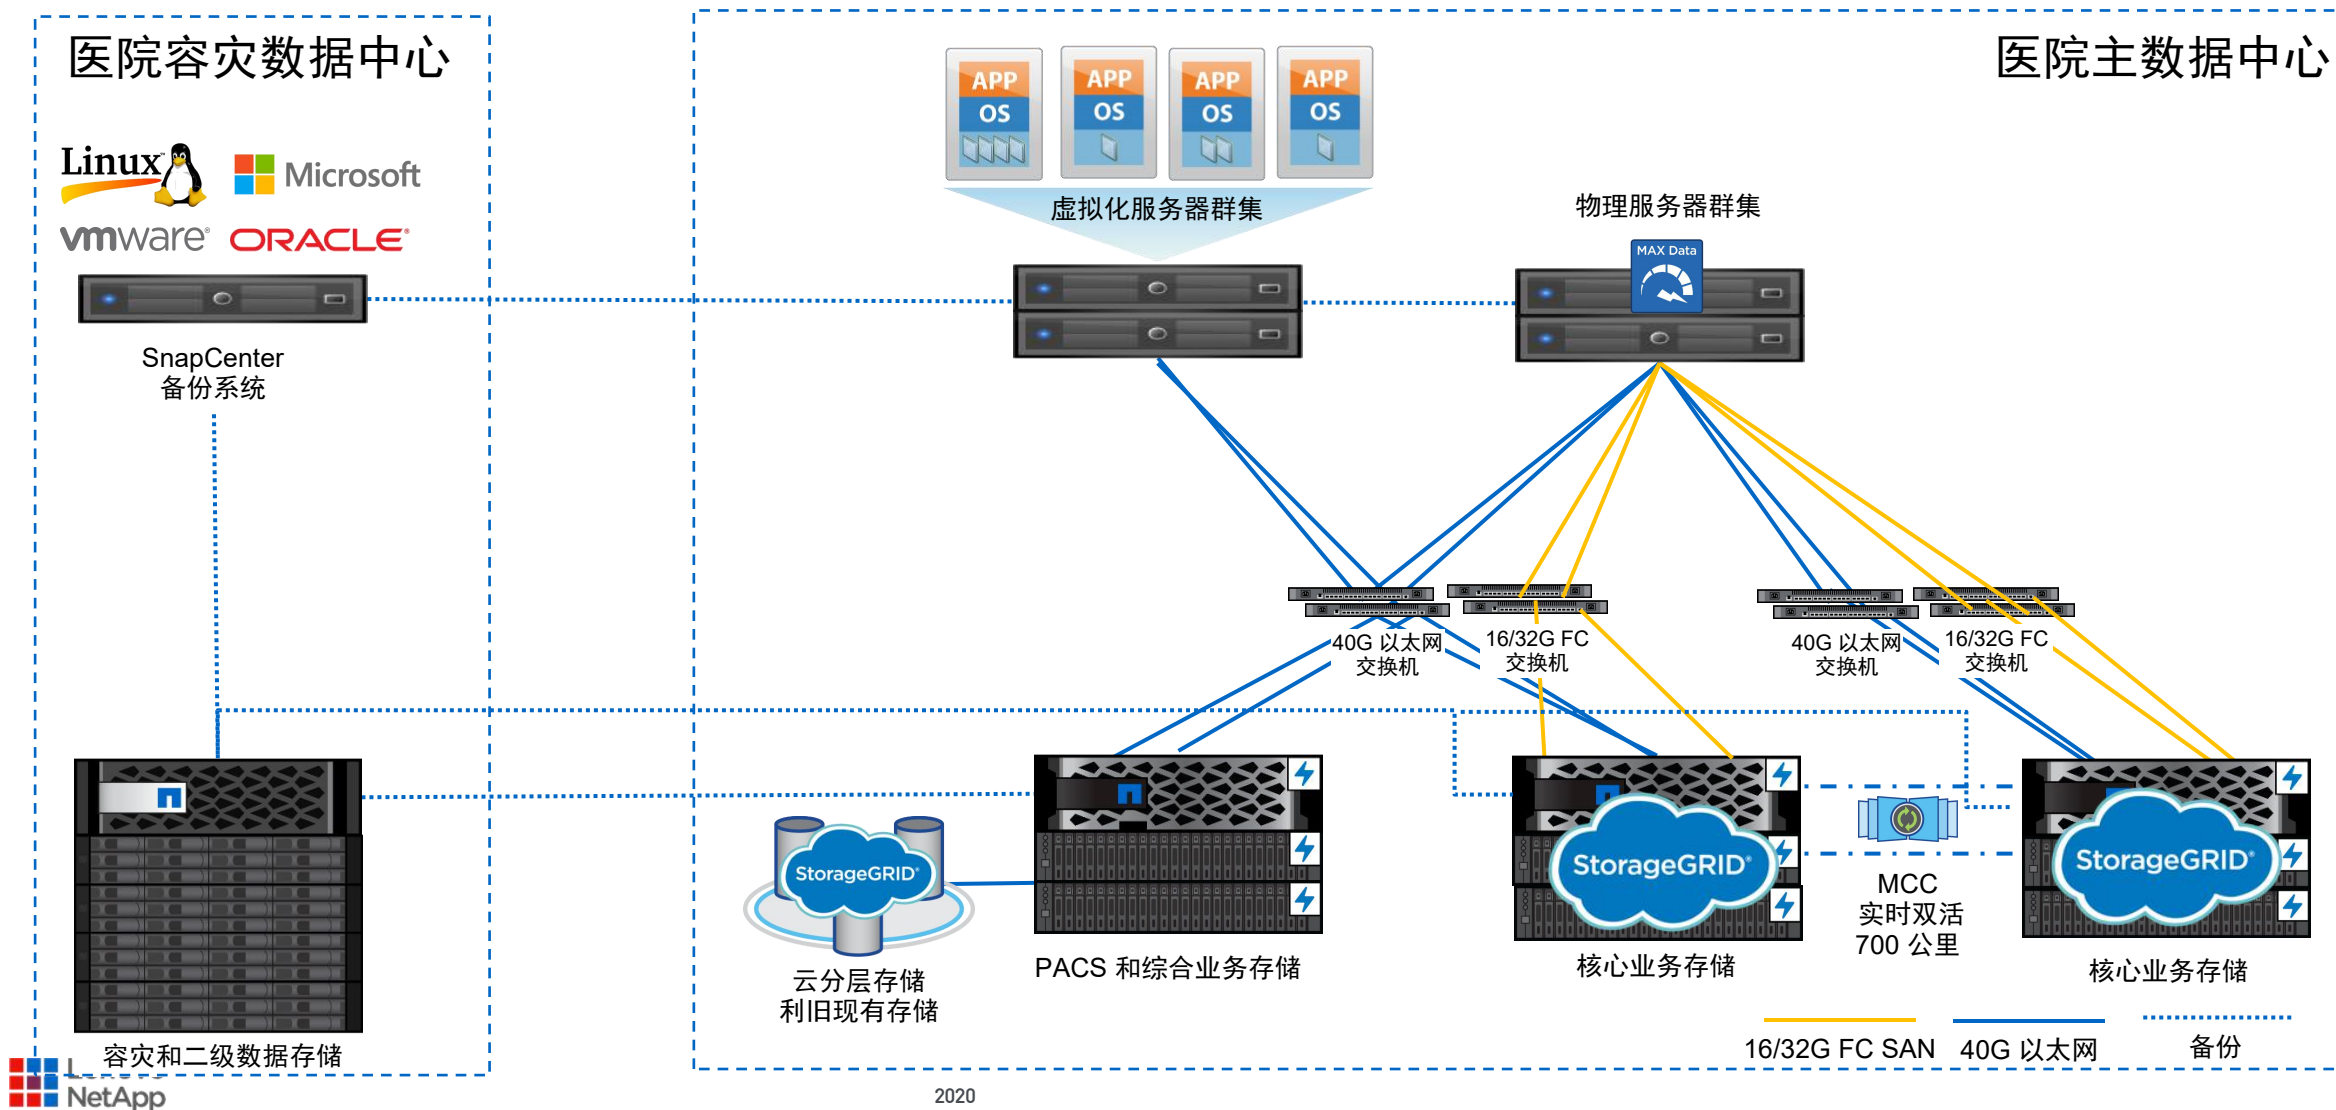 医院容灾数据中心
医院主数据中心
APP
OS
APP
OS
APP
OS
APP
OS
Linux
Microsoft
vmware
ORACLE
虚拟化服务器群集
物理服务器群集
MAX Data
SnapCenter
备份系统
40G 以太网
交换机
16/32G FC
交换机
40G 以太网
交换机
16/32G FC
交换机
StorageGRID
StorageGRID
StorageGRID
MCC
实时双活
700 公里
云分层存储
利旧现有存储
PACS 和综合业务存储
核心业务存储
核心业务存储
容灾和二级数据存储
16/32G FC SAN
40G 以太网
备份
NetApp
2020